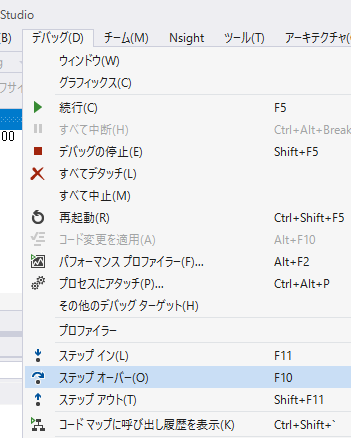 Studio
(B) デバッグ(D) チーム(M) Nsight ツール(T) アーキテクチャ(
ウィンドウ(W)
グラフィックス(C)
続行(C) F5
すべて中断(H) Ctrl+Alt+Break
デバッグの停止(E) Shift+F5
すべてデタッチ(L)
すべて中止(M)
再起動(R) Ctrl+Shift+F5
コード変更を適用(A) Alt+F10
パフォーマンス プロファイラー(F)... Alt+F2
プロセスにアタッチ(P)... Ctrl+Alt+P
その他のデバッグ ターゲット(H)
プロファイラー
ステップ イン(L) F11
ステップ オーバー(O) F10
ステップ アウト(T) Shift+F11
コード マップに呼び出し履歴を表示(K) Ctrl+Shift+`
フサイ
00